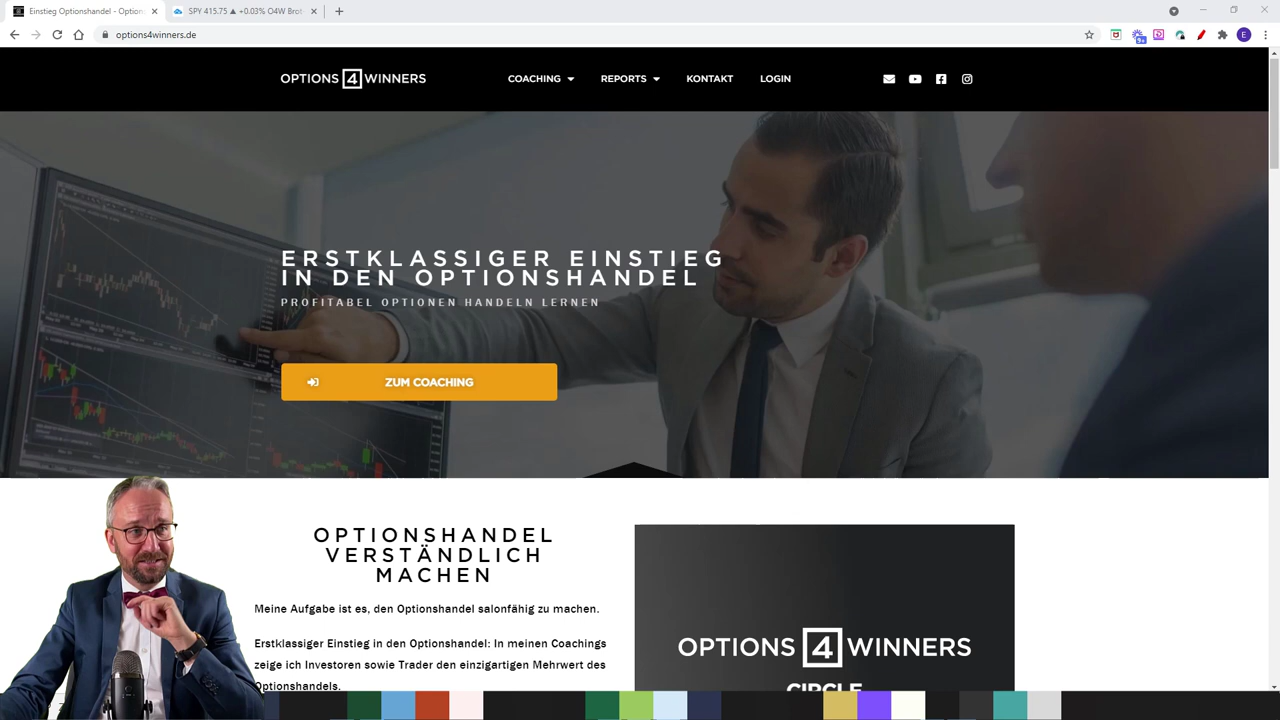 Einstieg Optionshandel - Option
SPY 415.75 ▲ +0.03% O4W Brot
options4winners.de
9+
E
OPTIONS 4 WINNERS
COACHING
REPORTS
KONTAKT
LOGIN
ERSTKLASSIGER EINSTIEG
IN DEN OPTIONSHANDEL
PROFITABEL OPTIONEN HANDELN LERNEN
ZUM COACHING
OPTIONSHANDEL
VERSTÄNDLICH
MACHEN
Meine Aufgabe ist es, den Optionshandel salonfähig zu machen.
Erstklassiger Einstieg in den Optionshandel: In meinen Coachings
zeige ich Investoren sowie Trader den einzigartigen Mehrwert des
Optionshandels.
OPTIONS 4 WINNERS
CIRCLE